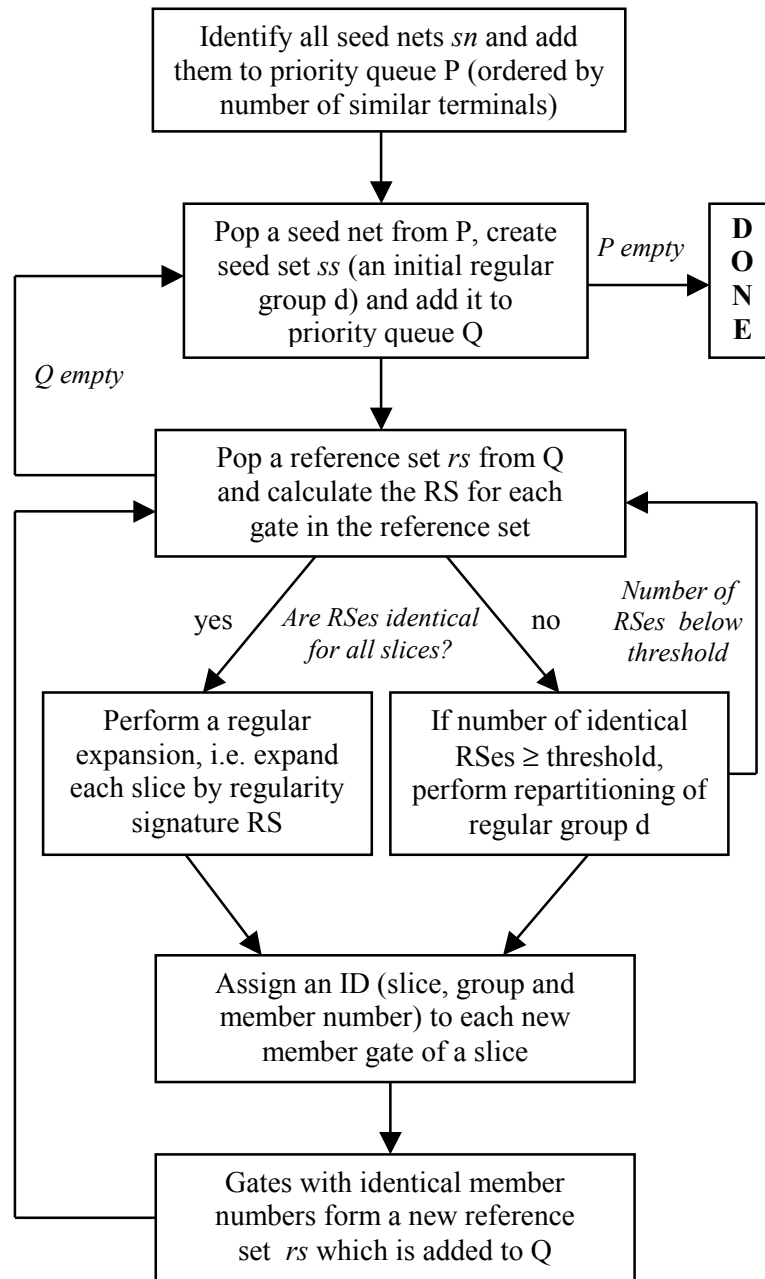 Identify all seed nets sn and add
them to priority queue P (ordered by
number of similar terminals)
Pop a seed net from P, create
seed set ss (an initial regular
group d) and add it to
priority queue Q
P empty
D
O
N
E
Q empty
Pop a reference set rs from Q
and calculate the RS for each
gate in the reference set
yes
Are RSes identical
for all slices?
no
Number of
RSes below
threshold
Perform a regular
expansion, i.e. expand
each slice by regularity
signature RS
If number of identical
RSes ≥ threshold,
perform repartitioning of
regular group d
Assign an ID (slice, group and
member number) to each new
member gate of a slice
Gates with identical member
numbers form a new reference
set rs which is added to Q